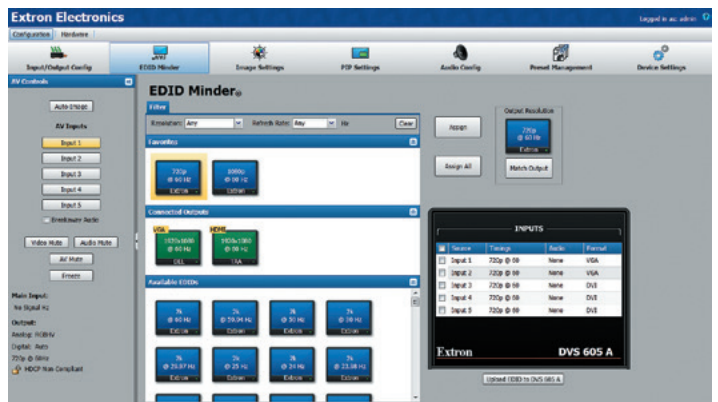 Extron Electronics
Logged in as: admin
Configuration Hardware
Input/Output Config EDID Minder Image Settings PIP Settings Audio Config Preset Management Device Settings
AV Controls
Auto-Image
AV Inputs
Input 1
Input 2
Input 3
Input 4
Input 5
Breakaway Audio
Video Mute Audio Mute
AV Mute
Freeze
Main Input:
No Signal Hz
Output:
Analog: RGBHV
Digital: Auto
720p @ 60Hz
HDCP Non Compliant
EDID Minder®
Filter
Resolution: Any Refresh Rate: Any Hz Clear
Favorites
720p @ 60 Hz Extron
1080p @ 60 Hz Extron
Connected Outputs
VGA 1920x1080 @ 60 Hz DEL
HDMI 1920x1080 @ 60 Hz
Available EDIDs
2k @ 60 Hz Extron
2k @ 59.94 Hz Extron
2k @ 50 Hz Extron
2k @ 30 Hz Extron
2k @ 29.97 Hz Extron
2k @ 25 Hz Extron
2k @ 24 Hz Extron
2k @ 23.98 Hz Extron
Assign
Assign All
Output Resolution
720p @ 60 Hz Extron
Match Output
INPUTS
Source Timings Audio Format
Input 1 720p @ 60 None VGA
Input 2 720p @ 60 None VGA
Input 3 720p @ 60 None DVI
Input 4 720p @ 60 None DVI
Input 5 720p @ 60 None DVI
Extron DVS 605 A
Upload EDID to DVS 605 A